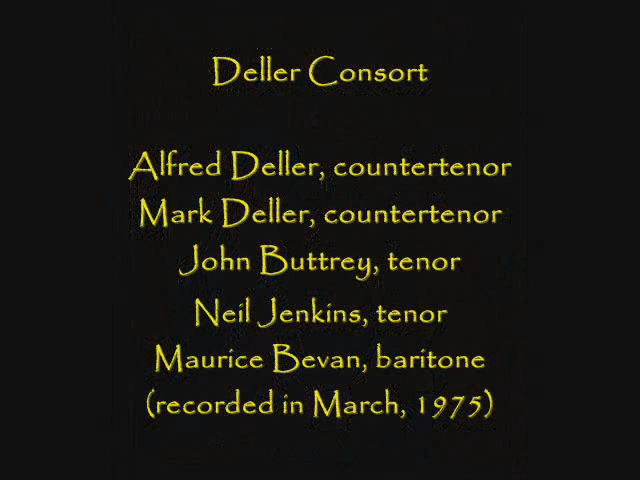 Deller Consort
Alfred Deller, countertenor
Mark Deller, countertenor
John Buttrey, tenor
Neil Jenkins, tenor
Maurice Bevan, baritone
(recorded in March, 1975)